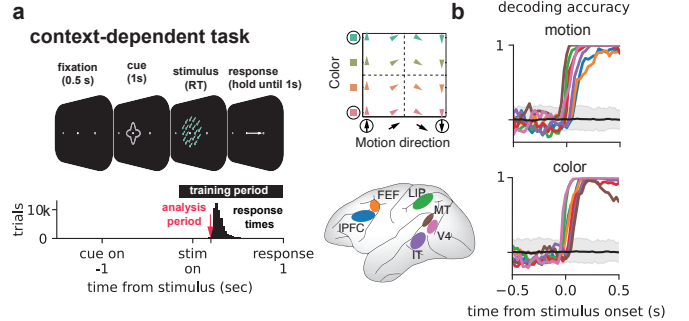 a
context-dependent task
fixation
(0.5 s)
cue
(1s)
stimulus
(RT)
response
(hold until 1s)
training period
trials
10k
0
analysis
period
response
times
cue on
-1
stim
on
response
1
time from stimulus (sec)
Color
Motion direction
FEF
LIP
lPFC
MT
V4
IT
b
decoding accuracy
motion
1
color
1
−0.5
0.0
0.5
time from stimulus onset (s)